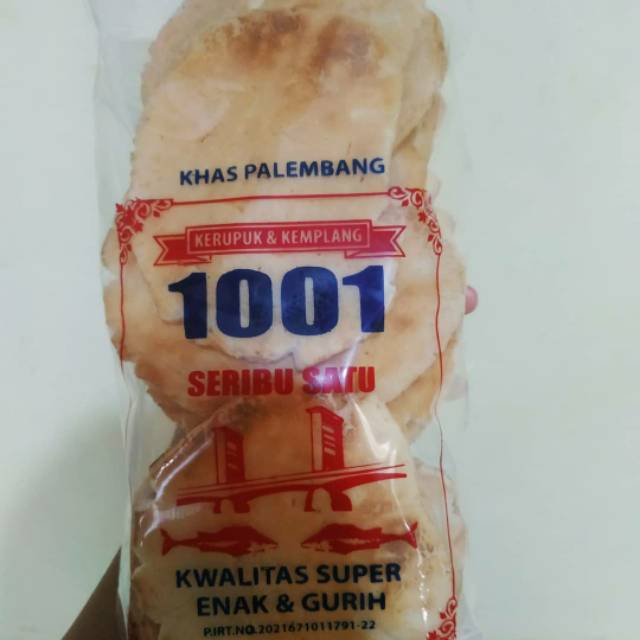 KHAS PALEMBANG
KERUPUK & KEMPLANG
1001
SERIBU SATU
KWALITAS SUPER
ENAK & GURIH
P.IRT.NO.2021671011791-22